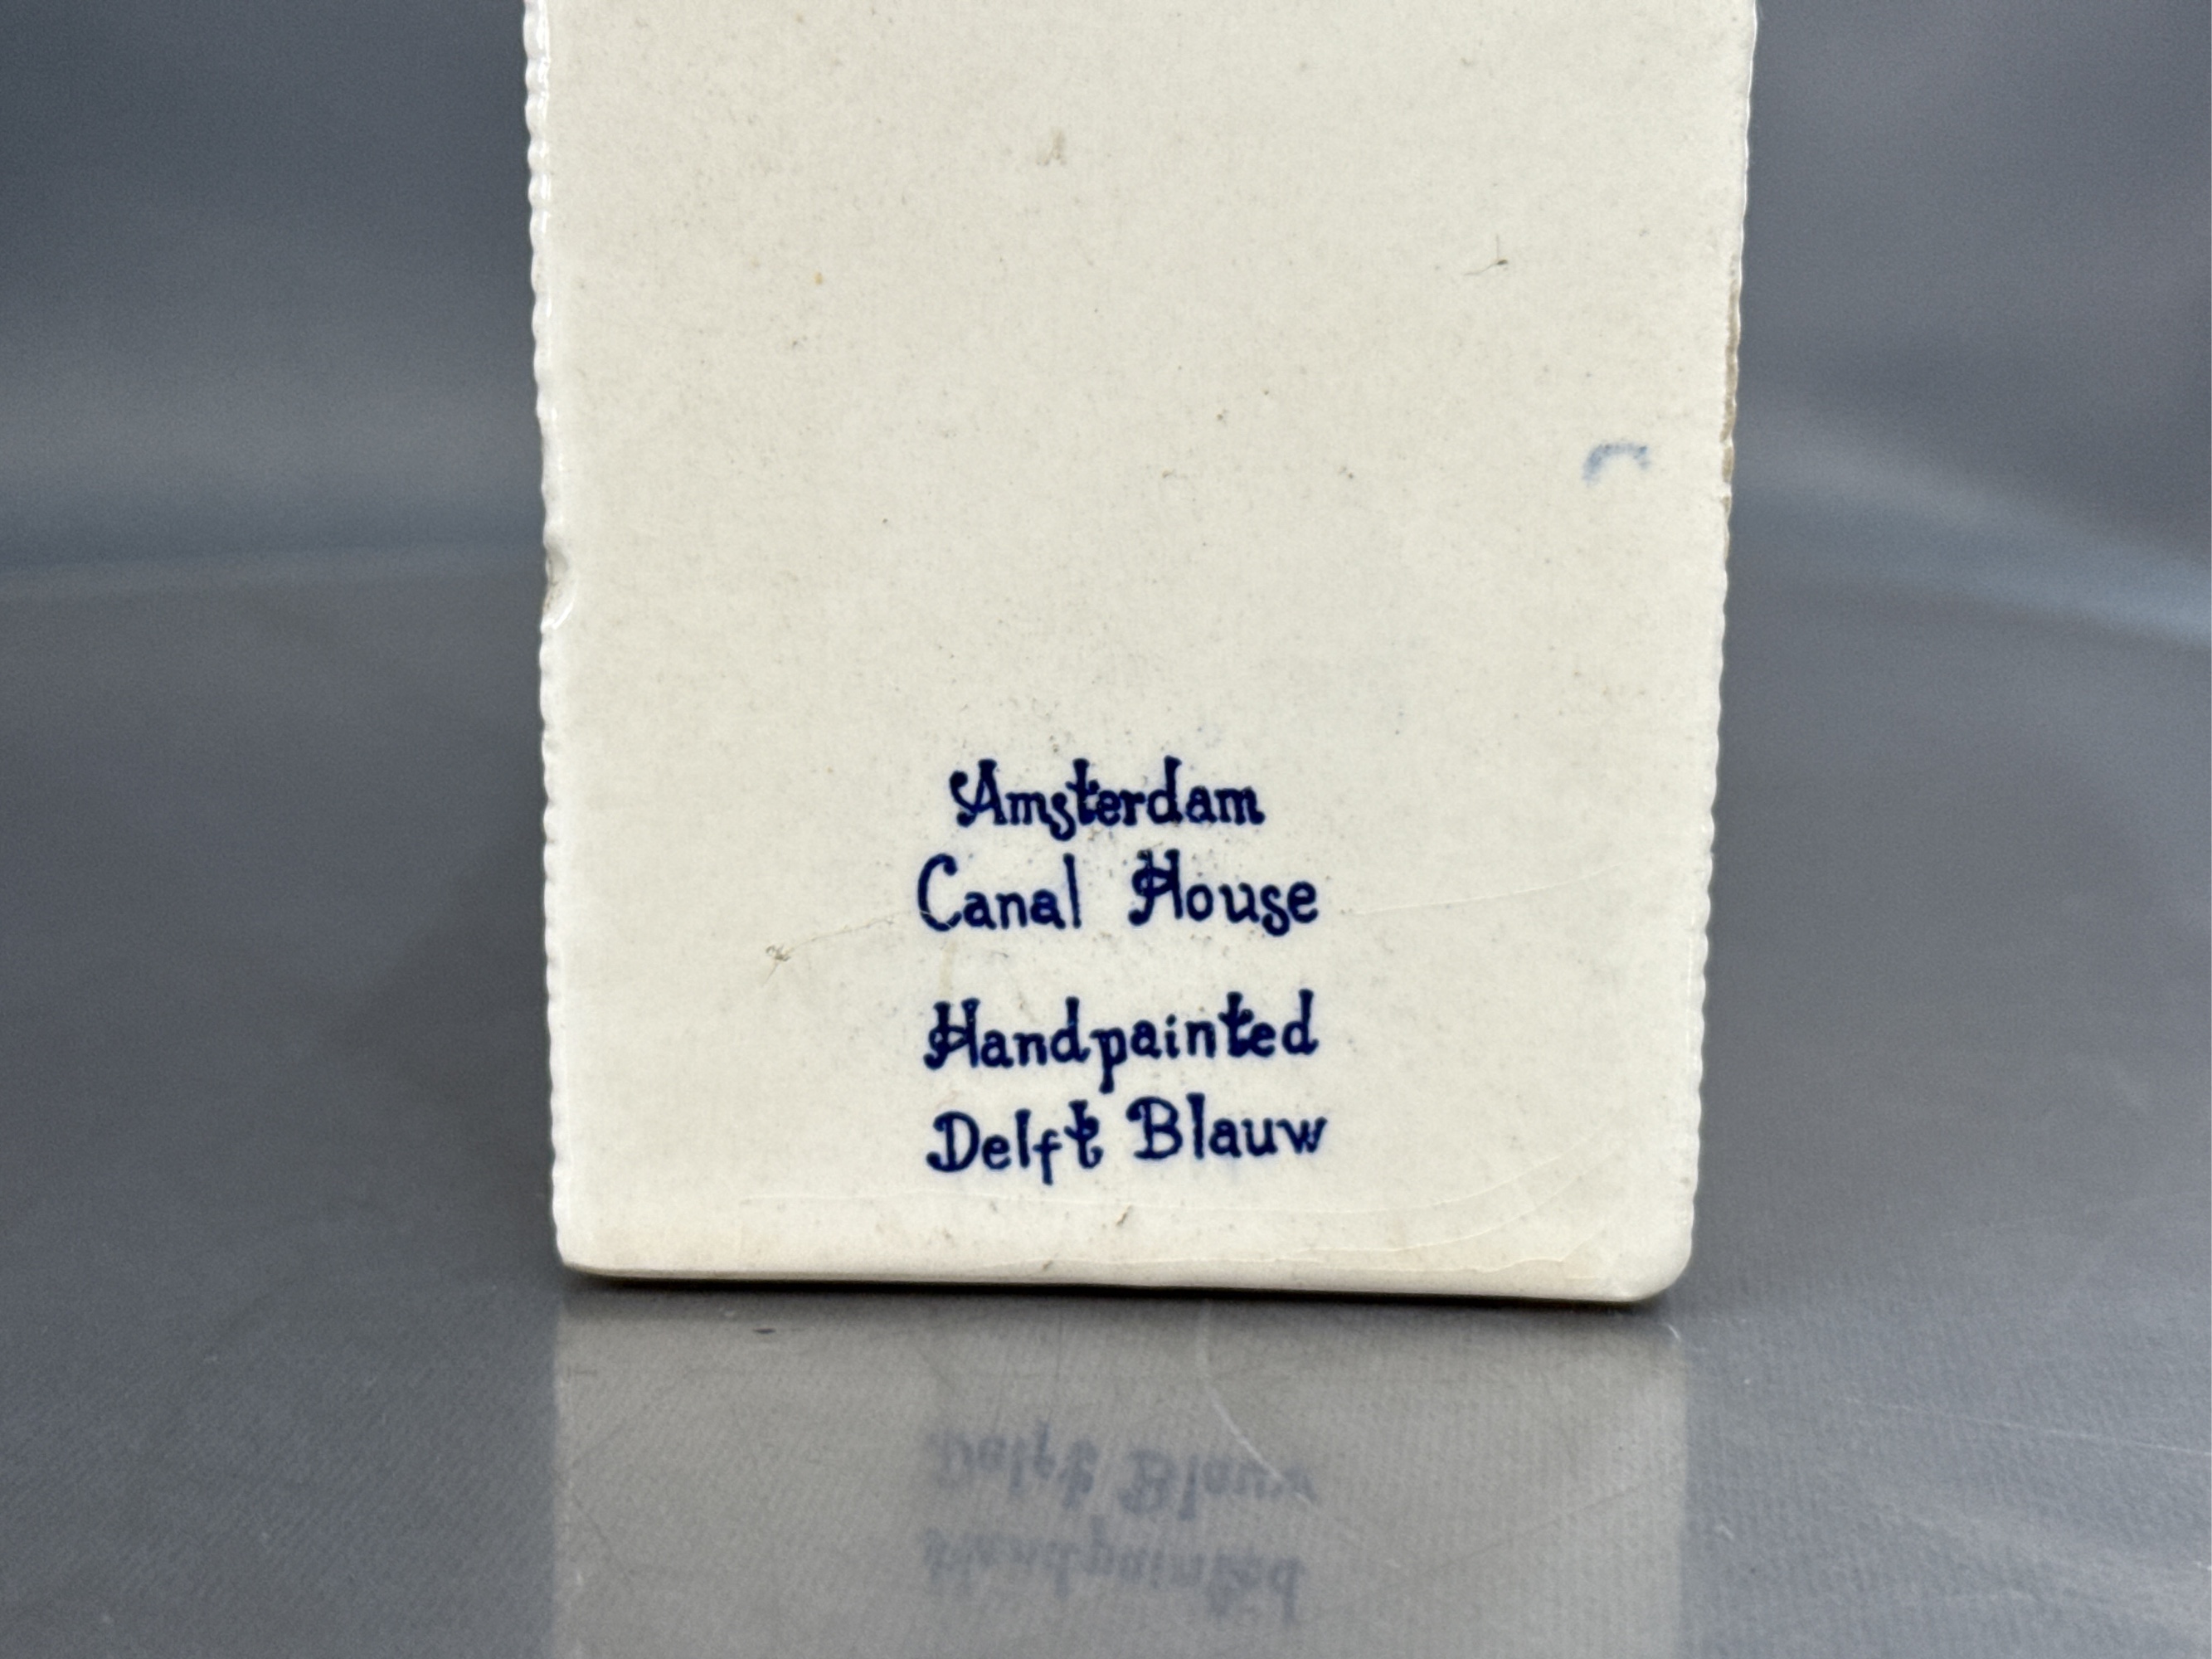 Amsterdam
Canal House
Handpainted
Delft Blauw